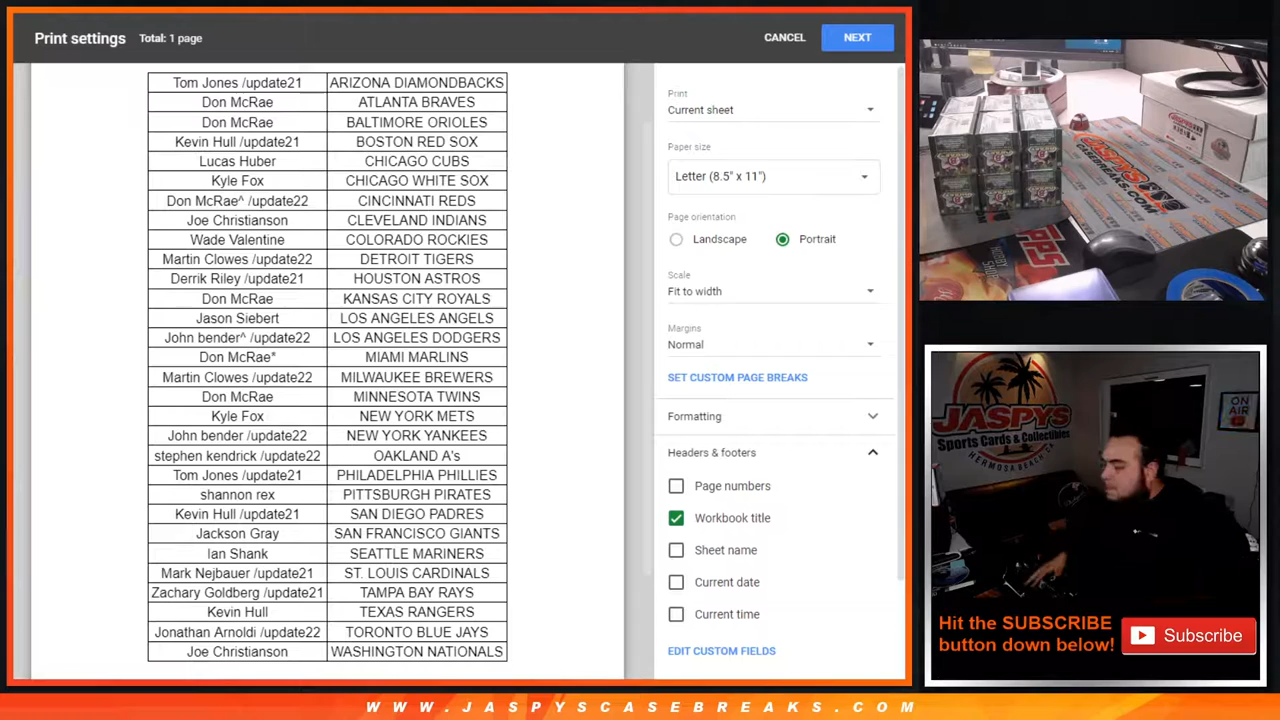 Print settings Total: 1 page CANCEL NEXT
Tom Jones /update21 ARIZONA DIAMONDBACKS
Don McRae ATLANTA BRAVES
Don McRae BALTIMORE ORIOLES
Kevin Hull /update21 BOSTON RED SOX
Lucas Huber CHICAGO CUBS
Kyle Fox CHICAGO WHITE SOX
Don McRae^ /update22 CINCINNATI REDS
Joe Christianson CLEVELAND INDIANS
Wade Valentine COLORADO ROCKIES
Martin Clowes /update22 DETROIT TIGERS
Derrik Riley /update21 HOUSTON ASTROS
Don McRae KANSAS CITY ROYALS
Jason Siebert LOS ANGELES ANGELS
John bender^ /update22 LOS ANGELES DODGERS
Don McRae* MIAMI MARLINS
Martin Clowes /update22 MILWAUKEE BREWERS
Don McRae MINNESOTA TWINS
Kyle Fox NEW YORK METS
John bender /update22 NEW YORK YANKEES
stephen kendrick /update22 OAKLAND A's
Tom Jones /update21 PHILADELPHIA PHILLIES
shannon rex PITTSBURGH PIRATES
Kevin Hull /update21 SAN DIEGO PADRES
Jackson Gray SAN FRANCISCO GIANTS
Ian Shank SEATTLE MARINERS
Mark Nejbauer /update21 ST. LOUIS CARDINALS
Zachary Goldberg /update21 TAMPA BAY RAYS
Kevin Hull TEXAS RANGERS
Jonathan Arnoldi /update22 TORONTO BLUE JAYS
Joe Christianson WASHINGTON NATIONALS
Print
Current sheet
Paper size
Letter (8.5" x 11")
Page orientation
Landscape Portrait
Scale
Fit to width
Margins
Normal
SET CUSTOM PAGE BREAKS
Formatting
Headers & footers
Page numbers
Workbook title
Sheet name
Current date
Current time
EDIT CUSTOM FIELDS
JASPYS
CASEBREAKS.COM
JASPYS
Sports Cards & Collectibles
HERMOSA BEACH, CA
ON
AIR
Hit the SUBSCRIBE
button down below!
Subscribe
WWW.JASPYSCASEBREAKS.COM